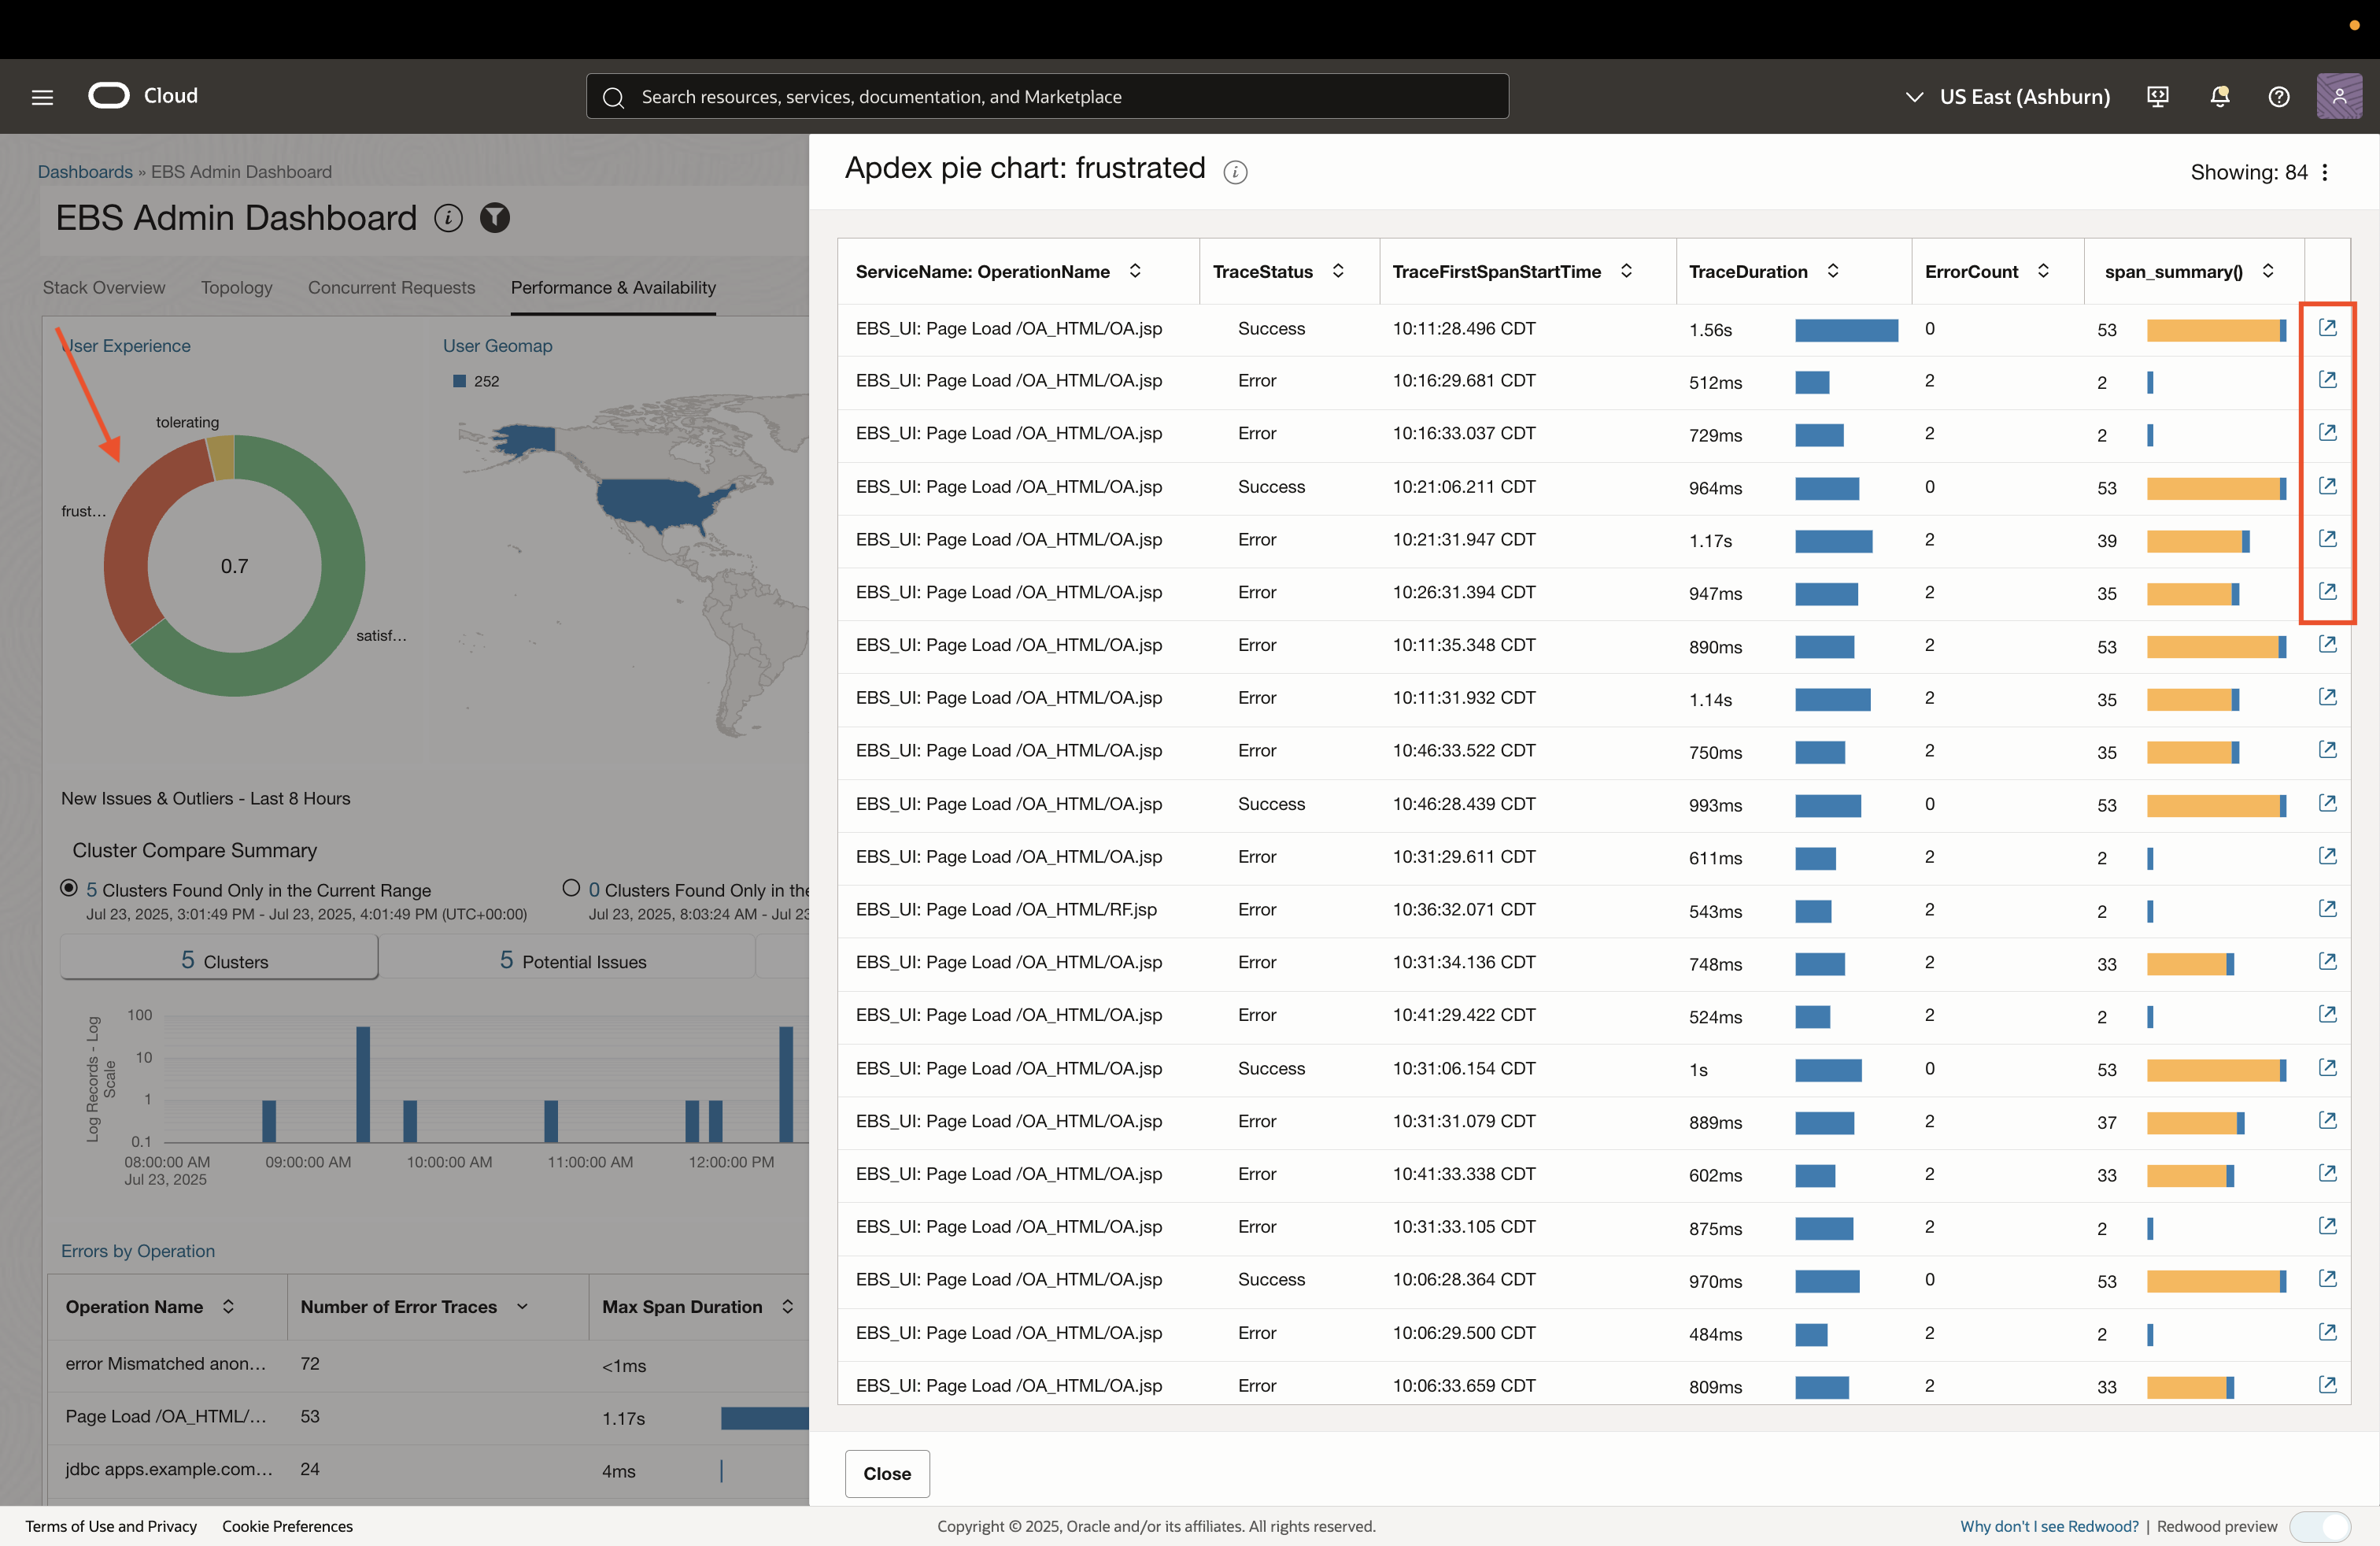 Cloud
Search resources, services, documentation, and Marketplace
US East (Ashburn)
Dashboards » EBS Admin Dashboard
EBS Admin Dashboard
Stack Overview Topology Concurrent Requests Performance & Availability
User Experience
tolerating
frust...
0.7
satisf...
User Geomap
252
New Issues & Outliers - Last 8 Hours
Cluster Compare Summary
5 Clusters Found Only in the Current Range
Jul 23, 2025, 3:01:49 PM - Jul 23, 2025, 4:01:49 PM (UTC+00:00)
0 Clusters Found Only in the
Jul 23, 2025, 8:03:24 AM - Jul 23
5 Clusters
5 Potential Issues
Log Records - Log
Scale
100
10
1
0.1
08:00:00 AM 09:00:00 AM 10:00:00 AM 11:00:00 AM 12:00:00 PM
Jul 23, 2025
Errors by Operation
Operation Name Number of Error Traces Max Span Duration
error Mismatched anon... 72 <1ms
Page Load /OA_HTML/... 53 1.17s
jdbc apps.example.com... 24 4ms
Apdex pie chart: frustrated
Showing: 84
ServiceName: OperationName TraceStatus TraceFirstSpanStartTime TraceDuration ErrorCount span_summary()
EBS_UI: Page Load /OA_HTML/OA.jsp Success 10:11:28.496 CDT 1.56s 0 53
EBS_UI: Page Load /OA_HTML/OA.jsp Error 10:16:29.681 CDT 512ms 2 2
EBS_UI: Page Load /OA_HTML/OA.jsp Error 10:16:33.037 CDT 729ms 2 2
EBS_UI: Page Load /OA_HTML/OA.jsp Success 10:21:06.211 CDT 964ms 0 53
EBS_UI: Page Load /OA_HTML/OA.jsp Error 10:21:31.947 CDT 1.17s 2 39
EBS_UI: Page Load /OA_HTML/OA.jsp Error 10:26:31.394 CDT 947ms 2 35
EBS_UI: Page Load /OA_HTML/OA.jsp Error 10:11:35.348 CDT 890ms 2 53
EBS_UI: Page Load /OA_HTML/OA.jsp Error 10:11:31.932 CDT 1.14s 2 35
EBS_UI: Page Load /OA_HTML/OA.jsp Error 10:46:33.522 CDT 750ms 2 35
EBS_UI: Page Load /OA_HTML/OA.jsp Success 10:46:28.439 CDT 993ms 0 53
EBS_UI: Page Load /OA_HTML/OA.jsp Error 10:31:29.611 CDT 611ms 2 2
EBS_UI: Page Load /OA_HTML/RF.jsp Error 10:36:32.071 CDT 543ms 2 2
EBS_UI: Page Load /OA_HTML/OA.jsp Error 10:31:34.136 CDT 748ms 2 33
EBS_UI: Page Load /OA_HTML/OA.jsp Error 10:41:29.422 CDT 524ms 2 2
EBS_UI: Page Load /OA_HTML/OA.jsp Success 10:31:06.154 CDT 1s 0 53
EBS_UI: Page Load /OA_HTML/OA.jsp Error 10:31:31.079 CDT 889ms 2 37
EBS_UI: Page Load /OA_HTML/OA.jsp Error 10:41:33.338 CDT 602ms 2 33
EBS_UI: Page Load /OA_HTML/OA.jsp Error 10:31:33.105 CDT 875ms 2 2
EBS_UI: Page Load /OA_HTML/OA.jsp Success 10:06:28.364 CDT 970ms 0 53
EBS_UI: Page Load /OA_HTML/OA.jsp Error 10:06:29.500 CDT 484ms 2 2
EBS_UI: Page Load /OA_HTML/OA.jsp Error 10:06:33.659 CDT 809ms 2 33
Close
Terms of Use and Privacy Cookie Preferences
Copyright © 2025, Oracle and/or its affiliates. All rights reserved.
Why don't I see Redwood? | Redwood preview